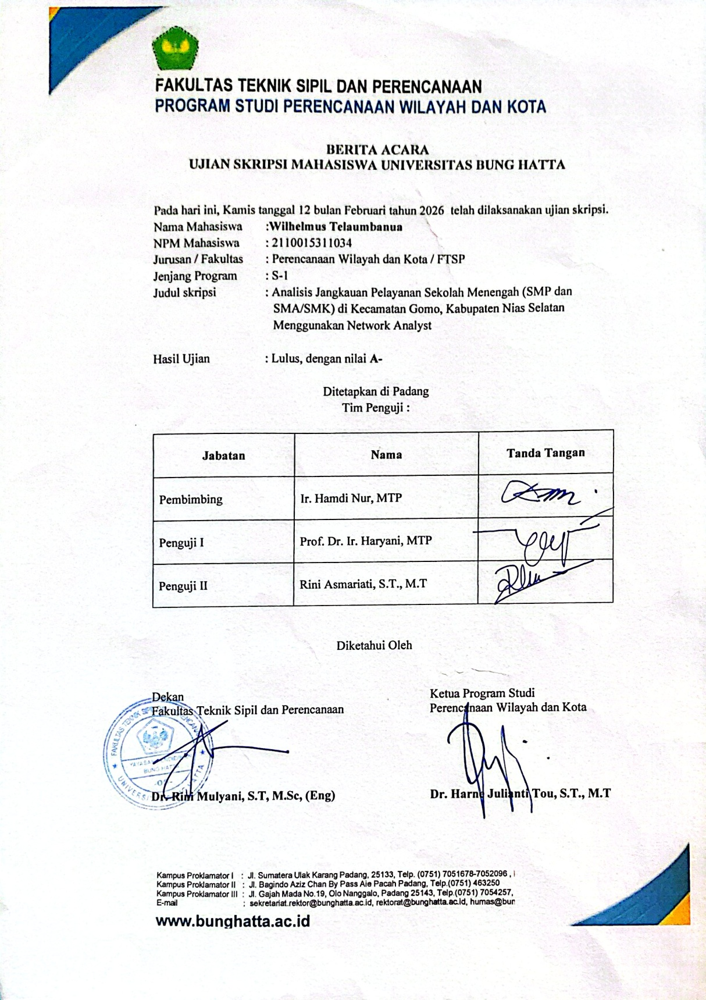 FAKULTAS TEKNIK SIPIL DAN PERENCANAAN
PROGRAM STUDI PERENCANAAN WILAYAH DAN KOTA
BERITA ACARA
UJIAN SKRIPSI MAHASISWA UNIVERSITAS BUNG HATTA
Pada hari ini, Kamis tanggal 12 bulan Februari tahun 2026 telah dilaksanakan ujian skripsi.
Nama Mahasiswa :Wilhelmus Telaumbanua
NPM Mahasiswa : 2110015311034
Jurusan / Fakultas : Perencanaan Wilayah dan Kota / FTSP
Jenjang Program : S-1
Judul skripsi : Analisis Jangkauan Pelayanan Sekolah Menengah (SMP dan
SMA/SMK) di Kecamatan Gomo, Kabupaten Nias Selatan
Menggunakan Network Analyst
Hasil Ujian : Lulus, dengan nilai A-
Ditetapkan di Padang
Tim Penguji :
Jabatan Nama Tanda Tangan
Pembimbing Ir. Hamdi Nur, MTP
Penguji I Prof. Dr. Ir. Haryani, MTP
Penguji II Rini Asmariati, S.T., M.T
Diketahui Oleh
Dekan
Fakultas Teknik Sipil dan Perencanaan
Ketua Program Studi
Perencanaan Wilayah dan Kota
FAKULTAS TEKNIK
BUNG HATTA
Dr. Rini Mulyani, S.T, M.Sc, (Eng)
Dr. Harne Julianti Tou, S.T., M.T
Kampus Proklamator I : Jl. Sumatera Ulak Karang Padang, 25133, Telp. (0751) 7051678-7052096 ,
Kampus Proklamator II : Jl. Bagindo Aziz Chan By Pass Aie Pacah Padang, Telp.(0751) 463250
Kampus Proklamator III : Jl. Gajah Mada No.19, Olo Nanggalo, Padang 25143, Telp.(0751) 7054257,
E-mail : sekretariat.rektor@bunghatta.ac.id, rektorat@bunghatta.ac.id, humas@bun
www.bunghatta.ac.id